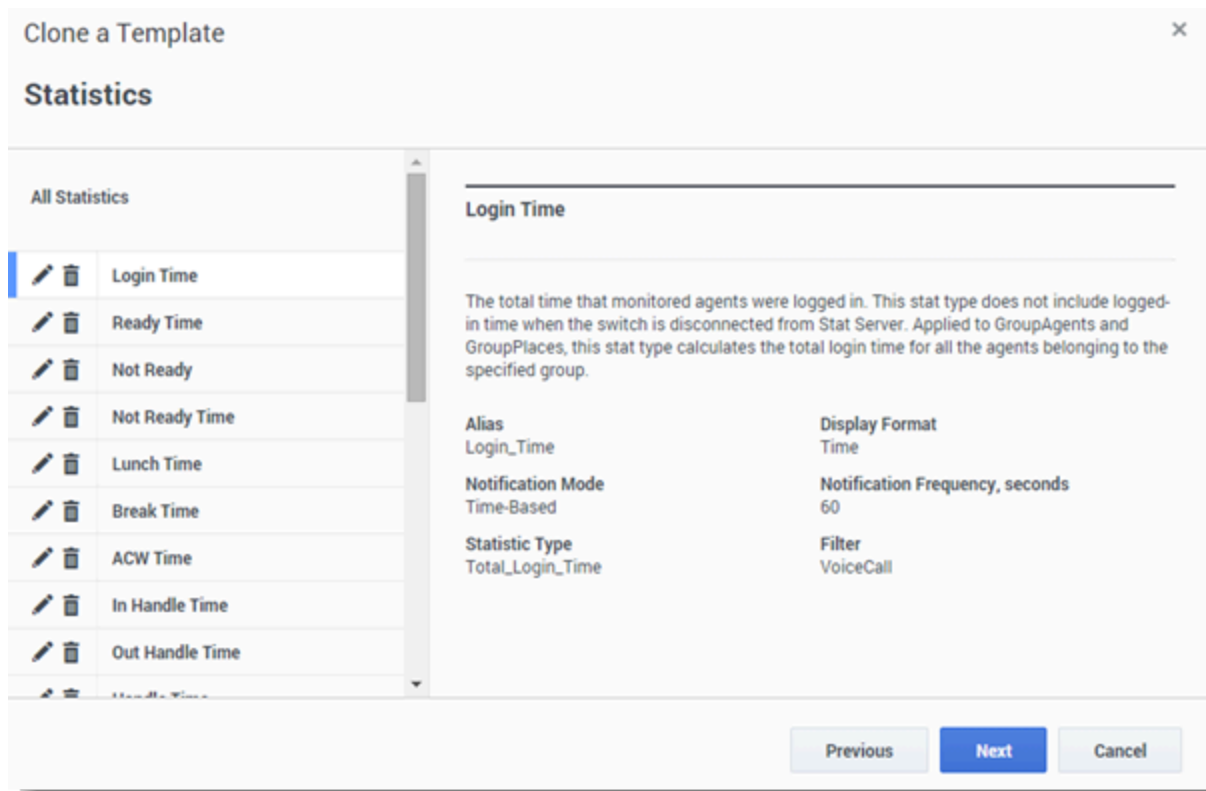 Clone a Template
×
Statistics
All Statistics
Login Time
Ready Time
Not Ready
Not Ready Time
Lunch Time
Break Time
ACW Time
In Handle Time
Out Handle Time
Handle Time
Login Time
The total time that monitored agents were logged in. This stat type does not include logged-
in time when the switch is disconnected from Stat Server. Applied to GroupAgents and
GroupPlaces, this stat type calculates the total login time for all the agents belonging to the
specified group.
Alias
Login_Time
Display Format
Time
Notification Mode
Time-Based
Notification Frequency, seconds
60
Statistic Type
Total_Login_Time
Filter
VoiceCall
Previous
Next
Cancel